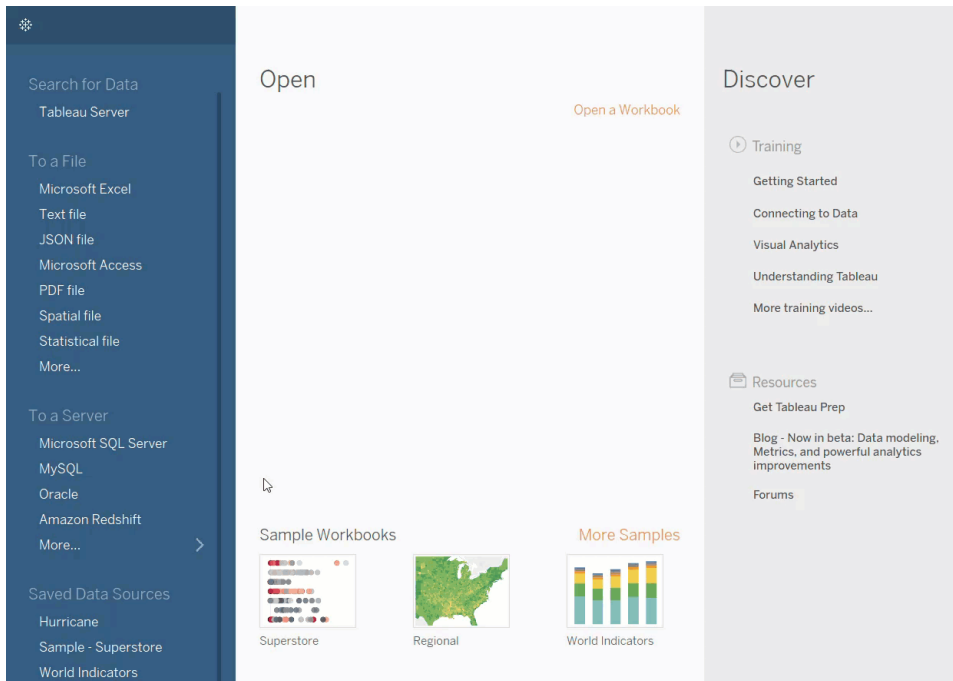 Search for Data
Tableau Server
To a File
Microsoft Excel
Text file
JSON file
Microsoft Access
PDF file
Spatial file
Statistical file
More...
To a Server
Microsoft SQL Server
MySQL
Oracle
Amazon Redshift
More...
Saved Data Sources
Hurricane
Sample - Superstore
World Indicators
Open
Open a Workbook
Sample Workbooks
More Samples
Superstore
Regional
World Indicators
Discover
Training
Getting Started
Connecting to Data
Visual Analytics
Understanding Tableau
More training videos...
Resources
Get Tableau Prep
Blog - Now in beta: Data modeling,
Metrics, and powerful analytics
improvements
Forums